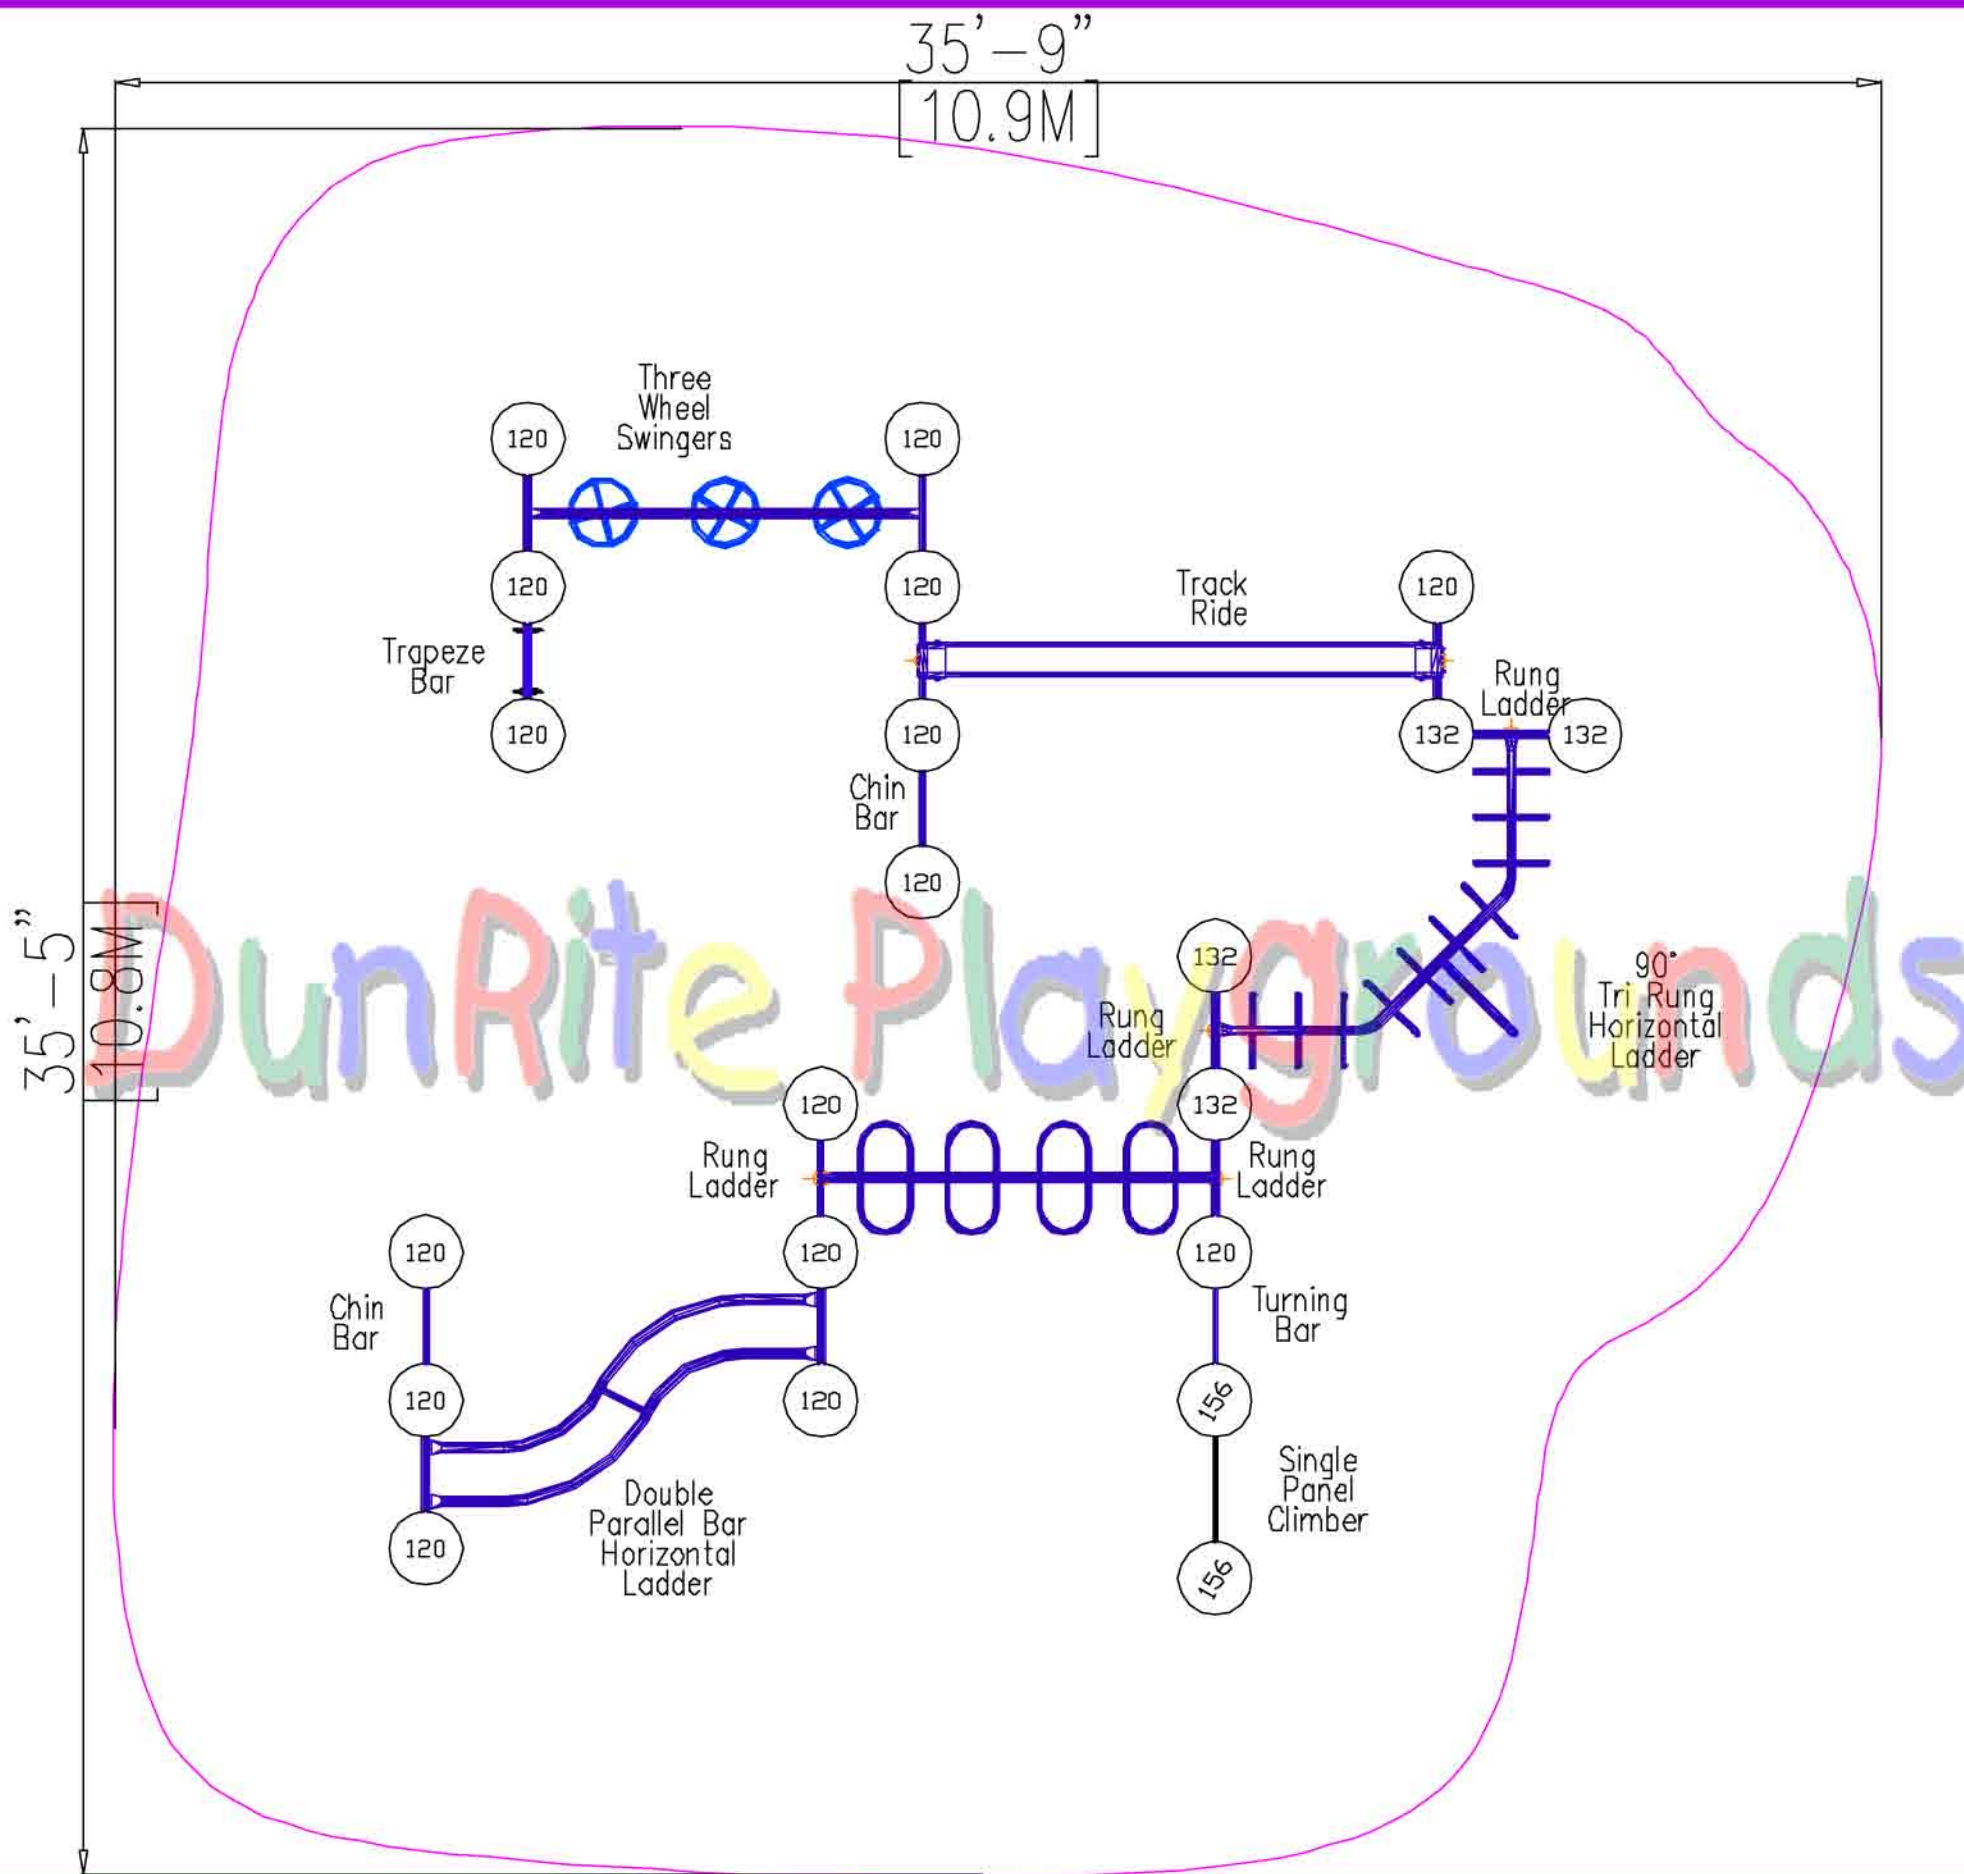 35'-9"
[10.9M]
Three
Wheel
Swingers
120
120
120
120
Track
Ride
120
Trapeze
Bar
Rung
Ladder
120
120
132
132
Chin
Bar
120
35'-5"
10.8M
DunRite Playgrounds
132
90°
Tri Rung
Horizontal
Ladder
Rung
Ladder
120
132
Rung
Ladder
Rung
Ladder
120
120
120
Chin
Bar
Turning
Bar
120
120
156
Single
Panel
Climber
Double
Parallel Bar
Horizontal
Ladder
120
156